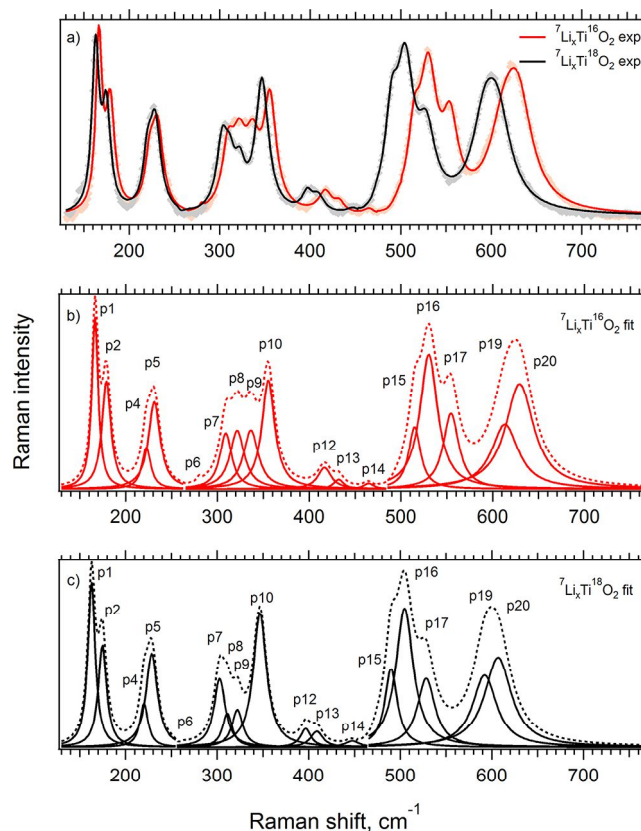 a)
⁷LiₓTi¹⁶O₂ exp
⁷LiₓTi¹⁸O₂ exp
200 300 400 500 600 700
b)
⁷LiₓTi¹⁶O₂ fit
p1
p2
p4
p5
p6
p7
p8
p9
p10
p12
p13
p14
p15
p16
p17
p19
p20
200 300 400 500 600 700
c)
⁷LiₓTi¹⁸O₂ fit
p1
p2
p4
p5
p6
p7
p8
p9
p10
p12
p13
p14
p15
p16
p17
p19
p20
200 300 400 500 600 700
Raman intensity
Raman shift, cm⁻¹